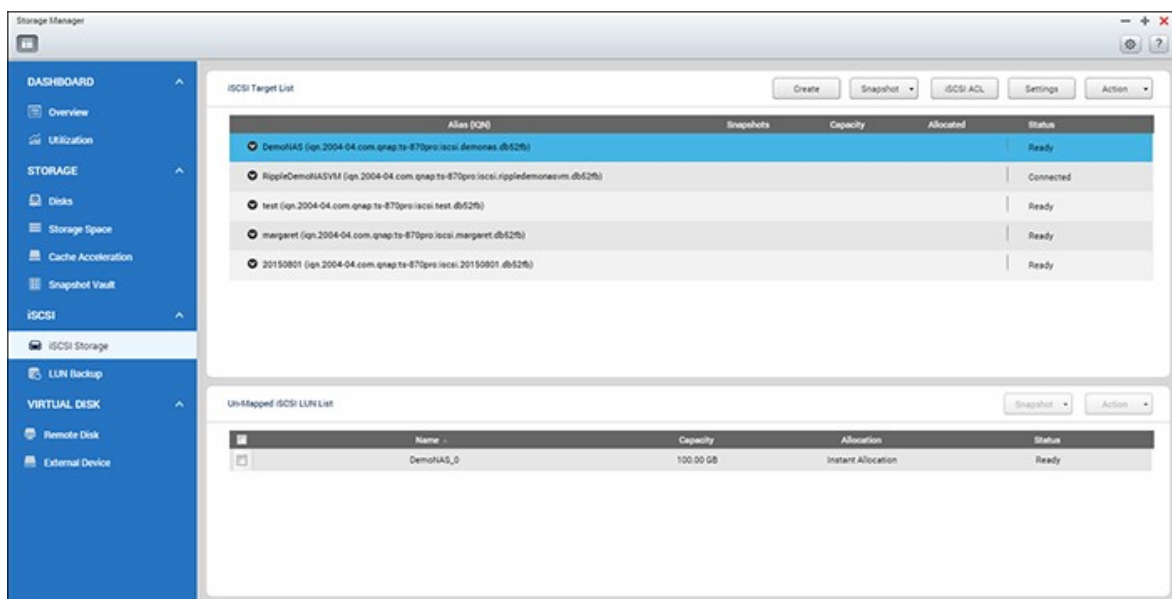 Storage Manager
DASHBOARD
Overview
Utilization
STORAGE
Disks
Storage Space
Cache Acceleration
Snapshot Vault
iSCSI
iSCSI Storage
LUN Backup
VIRTUAL DISK
Remote Disk
External Device
iSCSI Target List Create Snapshot iSCSI ACL Settings Action
Alias (IQN) Snapshots Capacity Allocated Status
DemoNAS (iqn.2004-04.com.qnap:ts-870pro:iscsi.demonas.db52fb) Ready
RippleDemoNASVM (iqn.2004-04.com.qnap:ts-870pro:iscsi.rippledemonasvm.db52fb) Connected
test (iqn.2004-04.com.qnap:ts-870pro:iscsi.test.db52fb) Ready
margaret (iqn.2004-04.com.qnap:ts-870pro:iscsi.margaret.db52fb) Ready
20150801 (iqn.2004-04.com.qnap:ts-870pro:iscsi.20150801.db52fb) Ready
Un-Mapped iSCSI LUN List Snapshot Action
Name Capacity Allocation Status
DemoNAS_0 100.00 GB Instant Allocation Ready